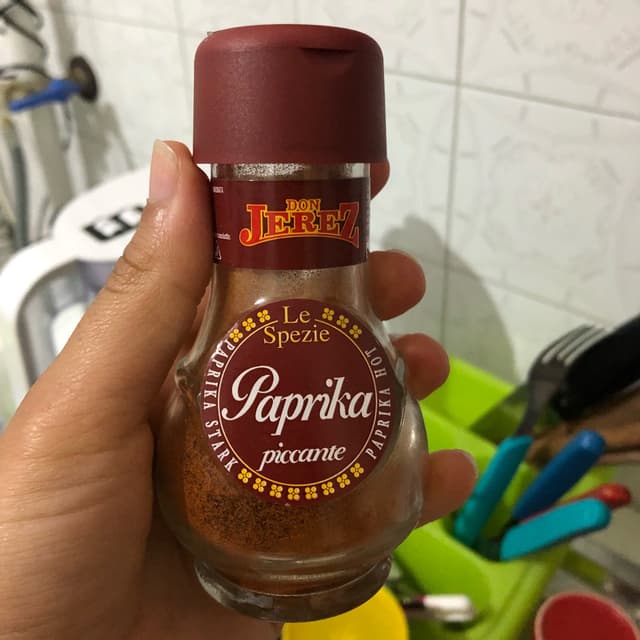 DON
JEREZ
Le
Spezie
Paprika
piccante
PAPRIKA STARK
PAPRIKA HOT